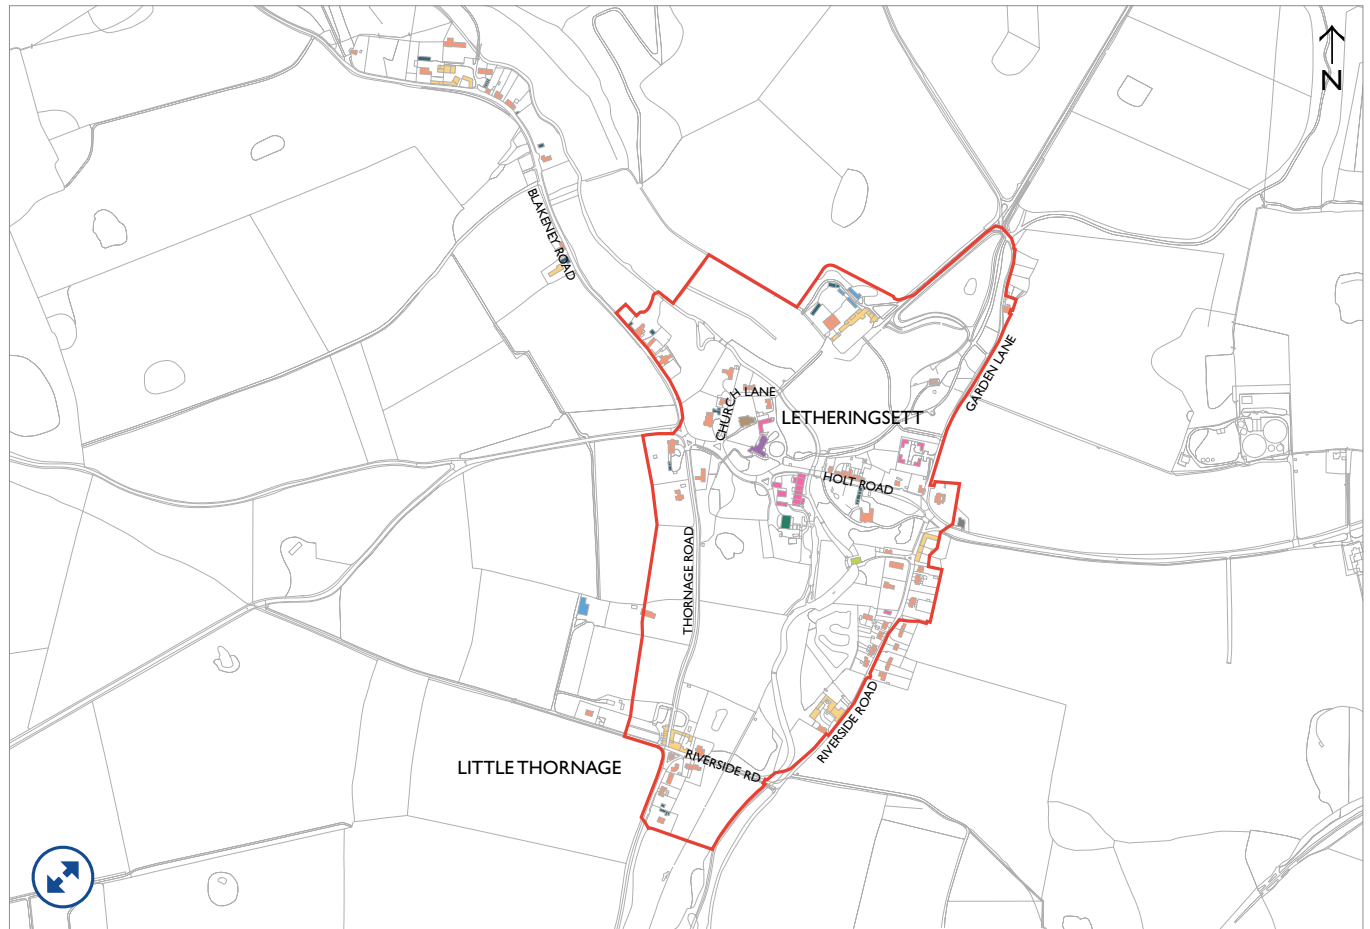 N
BLAKENEY ROAD
GARDEN LANE
CHURCH LANE
LETHERINGSETT
HOLT ROAD
THORNAGE ROAD
RIVERSIDE ROAD
RIVERSIDE RD
LITTLE THORNAGE